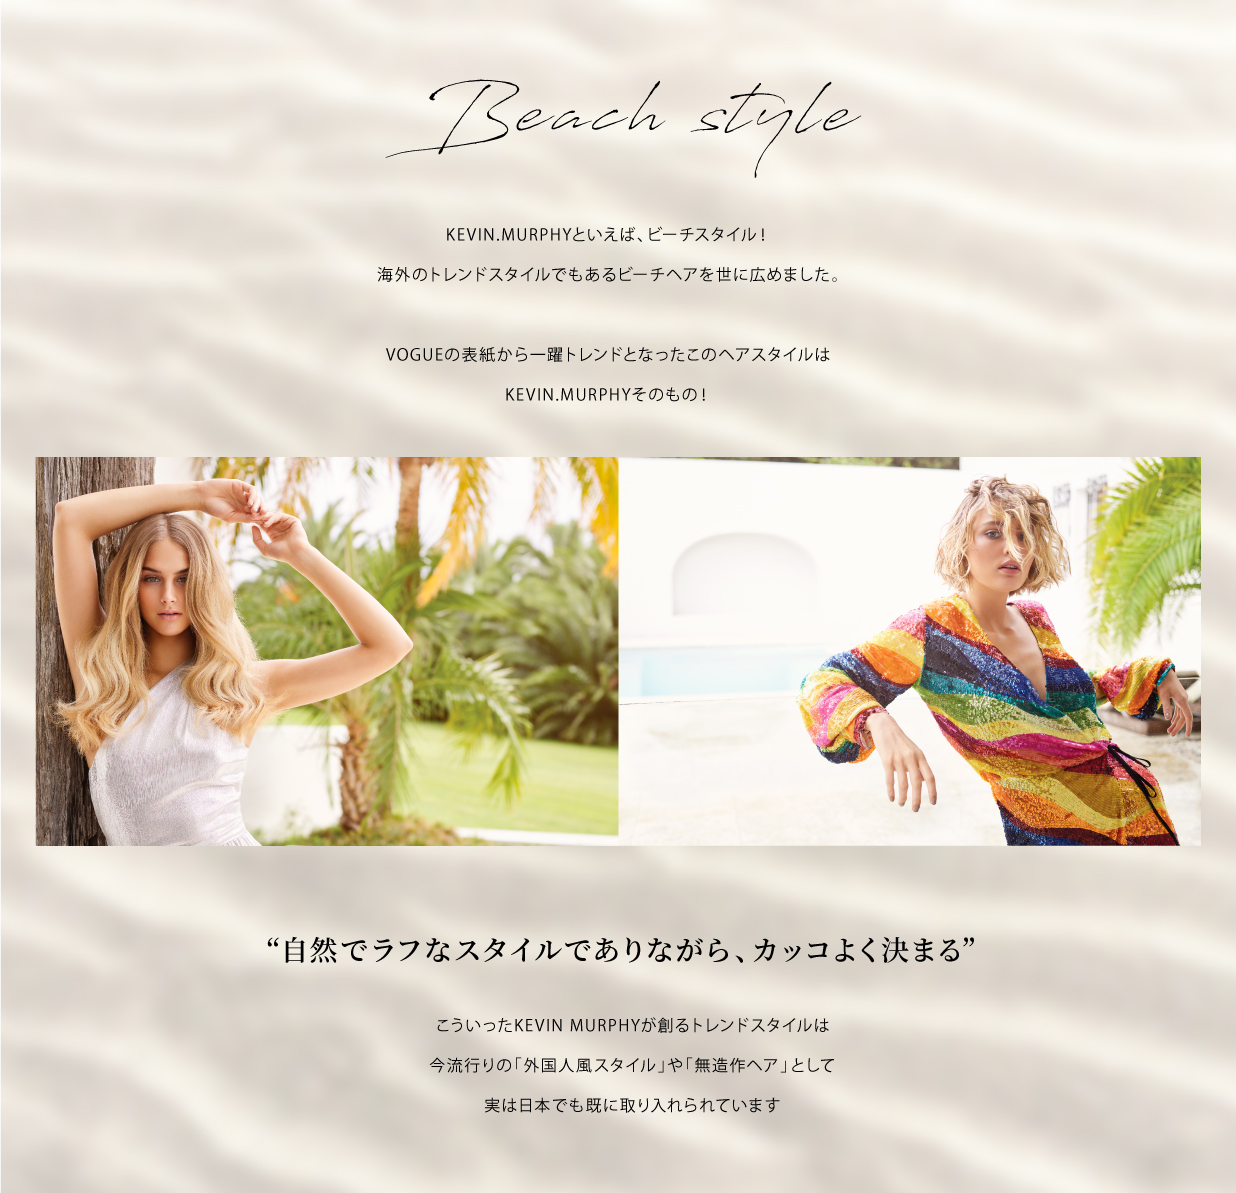 Beach style
KEVIN.MURPHYといえば、ビーチスタイル！
海外のトレンドスタイルでもあるビーチヘアを世に広めました。
VOGUEの表紙から一躍トレンドとなったこのヘアスタイルは
KEVIN.MURPHYそのもの！
“自然でラフなスタイルでありながら、カッコよく決まる”
こういったKEVIN MURPHYが創るトレンドスタイルは
今流行りの「外国人風スタイル」や「無造作ヘア」として
実は日本でも既に取り入れられています